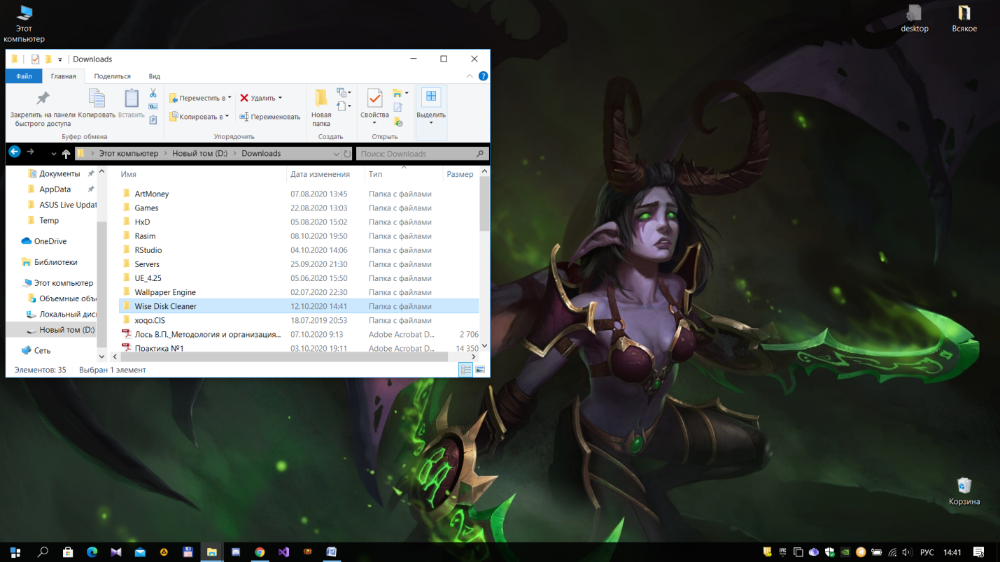 Этот
компьютер
desktop
Всякое
Downloads
Файл Главная Поделиться Вид
Закрепить на панели
быстрого доступа
Копировать
Вставить
Переместить в
Копировать в
Удалить
Переименовать
Новая
папка
Свойства
Выделить
Буфер обмена Упорядочить Создать Открыть
Этот компьютер > Новый том (D:) > Downloads
Поиск: Downloads
Документы
AppData
ASUS Live Updat
Temp
OneDrive
Библиотеки
Этот компьютер
Объемные объ
Локальный дис
Новый том (D:)
Сеть
Имя Дата изменения Тип Размер
ArtMoney 07.08.2020 13:45 Папка с файлами
Games 22.08.2020 13:03 Папка с файлами
HxD 05.08.2020 15:02 Папка с файлами
Rasim 08.10.2020 19:50 Папка с файлами
RStudio 04.10.2020 14:06 Папка с файлами
Servers 25.09.2020 21:30 Папка с файлами
UE_4.25 05.06.2020 15:50 Папка с файлами
Wallpaper Engine 02.07.2020 22:30 Папка с файлами
Wise Disk Cleaner 12.10.2020 14:41 Папка с файлами
xoqo.CIS 18.07.2019 20:53 Папка с файлами
Лось В.П._Методология и организация... 07.10.2020 9:13 Adobe Acrobat D... 2 706
Практика №1 03.10.2020 19:11 Adobe Acrobat D... 14 350
Элементов: 35 Выбран 1 элемент
Корзина
EPIC
РУС
14:41